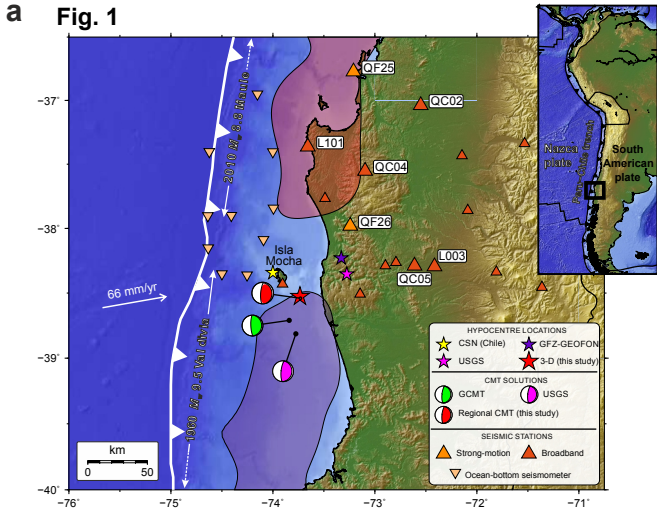 a Fig. 1
QF25
QC02
L101
QC04
QF26
L003
QC05
Isla
Mocha
2010 Mw 8.8 Maule
1960 Mw 9.5 Valdivia
66 mm/yr
km
0 50
−37°
−38°
−39°
−40°
−76° −75° −74° −73° −72° −71°
Nazca
plate
South
American
plate
HYPOCENTRE LOCATIONS
CSN (Chile) GFZ-GEOFON
USGS 3-D (this study)
CMT SOLUTIONS
GCMT USGS
Regional CMT (this study)
SEISMIC STATIONS
Strong-motion Broadband
Ocean-bottom seismometer